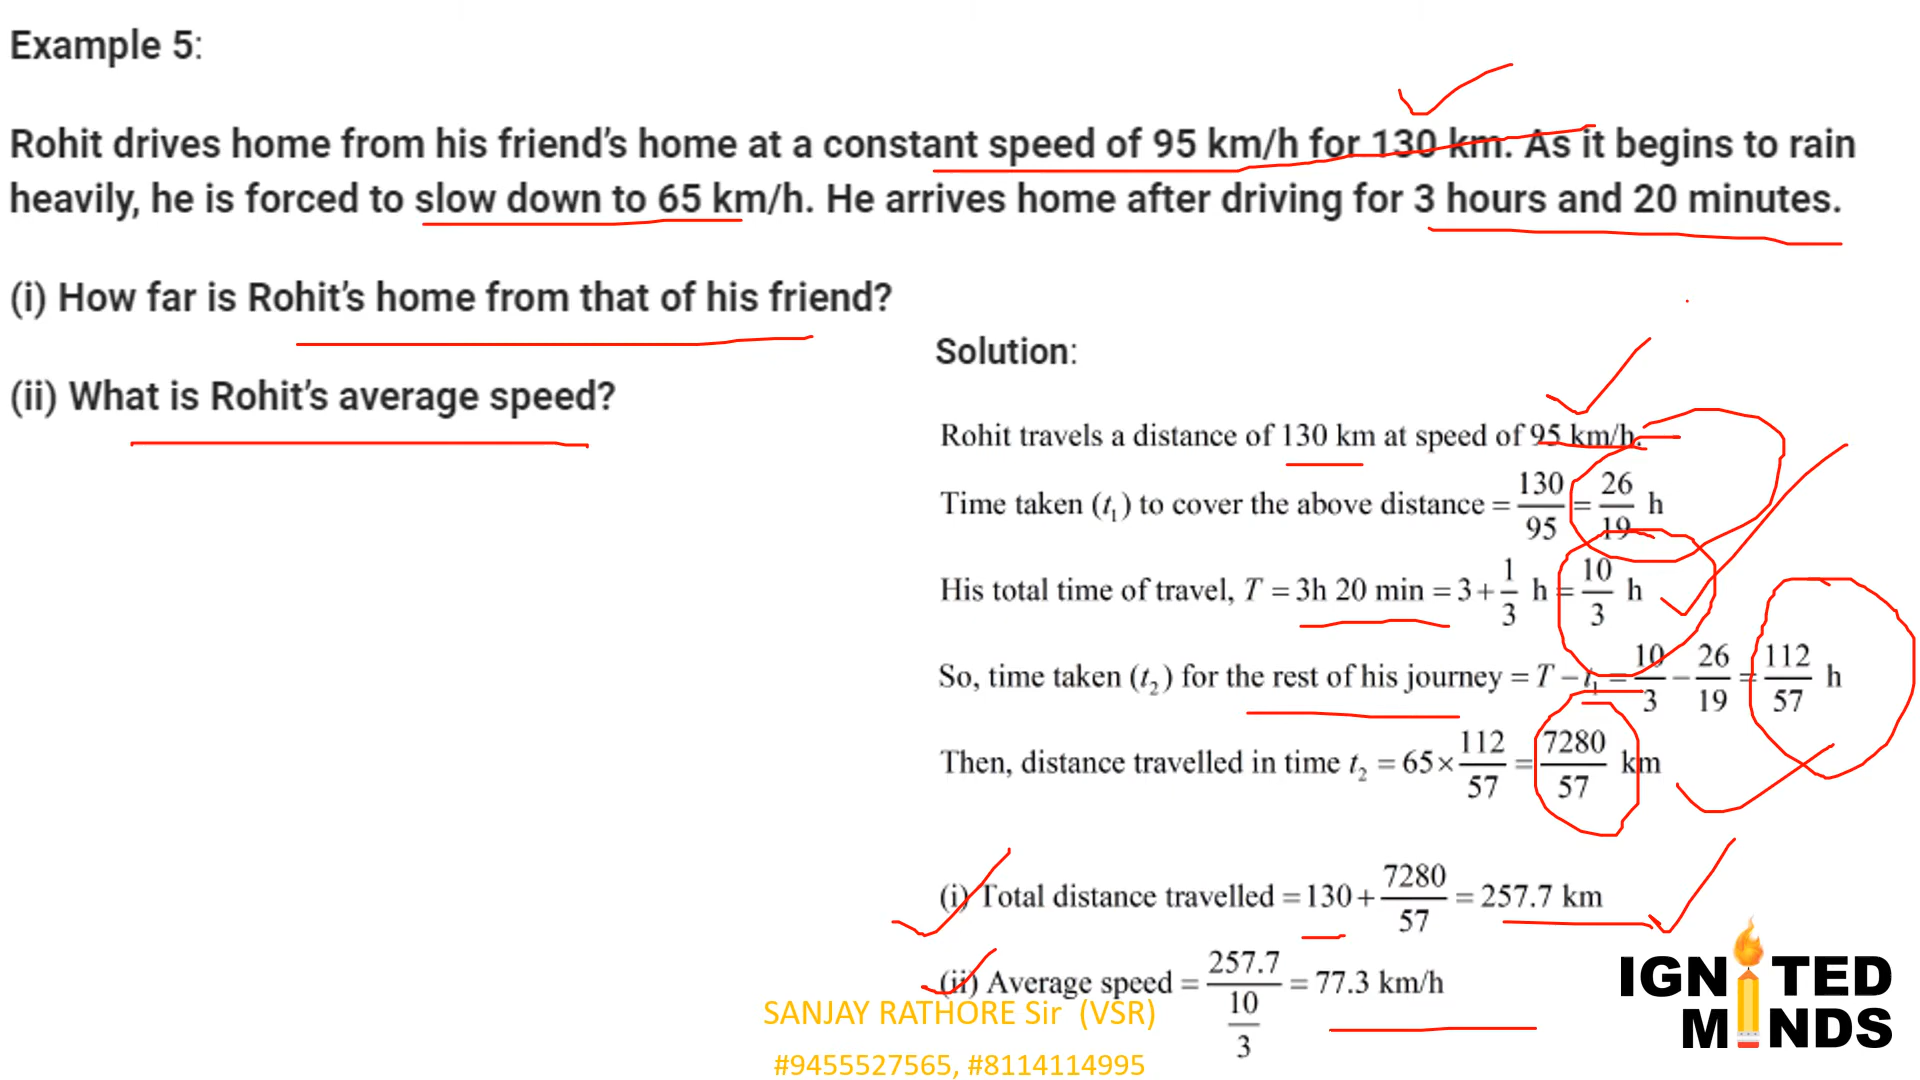 Example 5:
Rohit drives home from his friend's home at a constant speed of 95 km/h for 130 km. As it begins to rain
heavily, he is forced to slow down to 65 km/h. He arrives home after driving for 3 hours and 20 minutes.
(i) How far is Rohit's home from that of his friend?
(ii) What is Rohit's average speed?
Solution:
Rohit travels a distance of 130 km at speed of 95 km/h.
Time taken (t₁) to cover the above distance = 130/95 = 26/19 h
His total time of travel, T = 3h 20 min = 3 + 1/3 h = 10/3 h
So, time taken (t₂) for the rest of his journey = T − t₁ = 10/3 − 26/19 = 112/57 h
Then, distance travelled in time t₂ = 65 × 112/57 = 7280/57 km
(i) Total distance travelled = 130 + 7280/57 = 257.7 km
(ii) Average speed = 257.7/(10/3) = 77.3 km/h
SANJAY RATHORE Sir (VSR)
#9455527565, #8114114995
IGNITED
MINDS